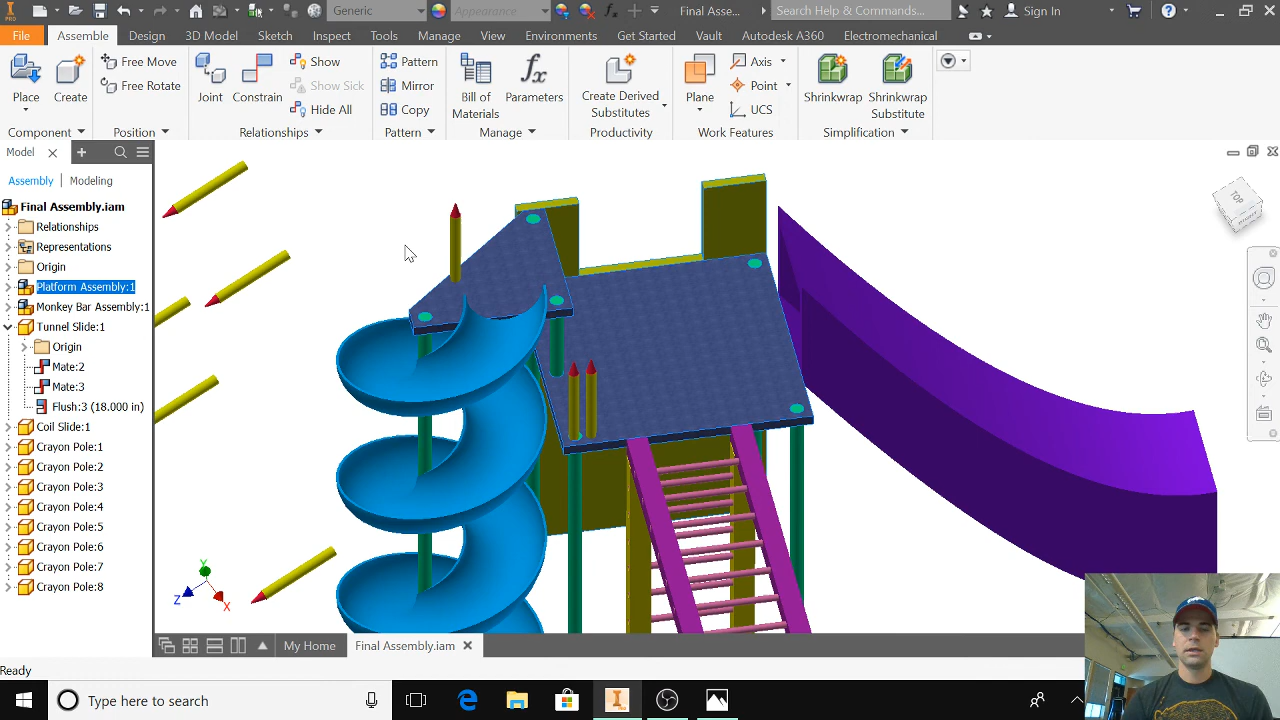 PRO
Generic
Appearance
fx
Final Asse...
Search Help & Commands...
Sign In
File
Assemble
Design
3D Model
Sketch
Inspect
Tools
Manage
View
Environments
Get Started
Vault
Autodesk A360
Electromechanical
Place
Create
Free Move
Free Rotate
Joint
Constrain
Show
Show Sick
Hide All
Pattern
Mirror
Copy
Bill of
Materials
fx
Parameters
Create Derived
Substitutes
Plane
Axis
Point
UCS
Shrinkwrap
Shrinkwrap
Substitute
Component
Position
Relationships
Pattern
Manage
Productivity
Work Features
Simplification
Model
Assembly
Modeling
Final Assembly.iam
Relationships
Representations
Origin
Platform Assembly:1
Monkey Bar Assembly:1
Tunnel Slide:1
Origin
Mate:2
Mate:3
Flush:3 (18.000 in)
Coil Slide:1
Crayon Pole:1
Crayon Pole:2
Crayon Pole:3
Crayon Pole:4
Crayon Pole:5
Crayon Pole:6
Crayon Pole:7
Crayon Pole:8
TOP
Y
Z
X
My Home
Final Assembly.iam
Ready
Type here to search